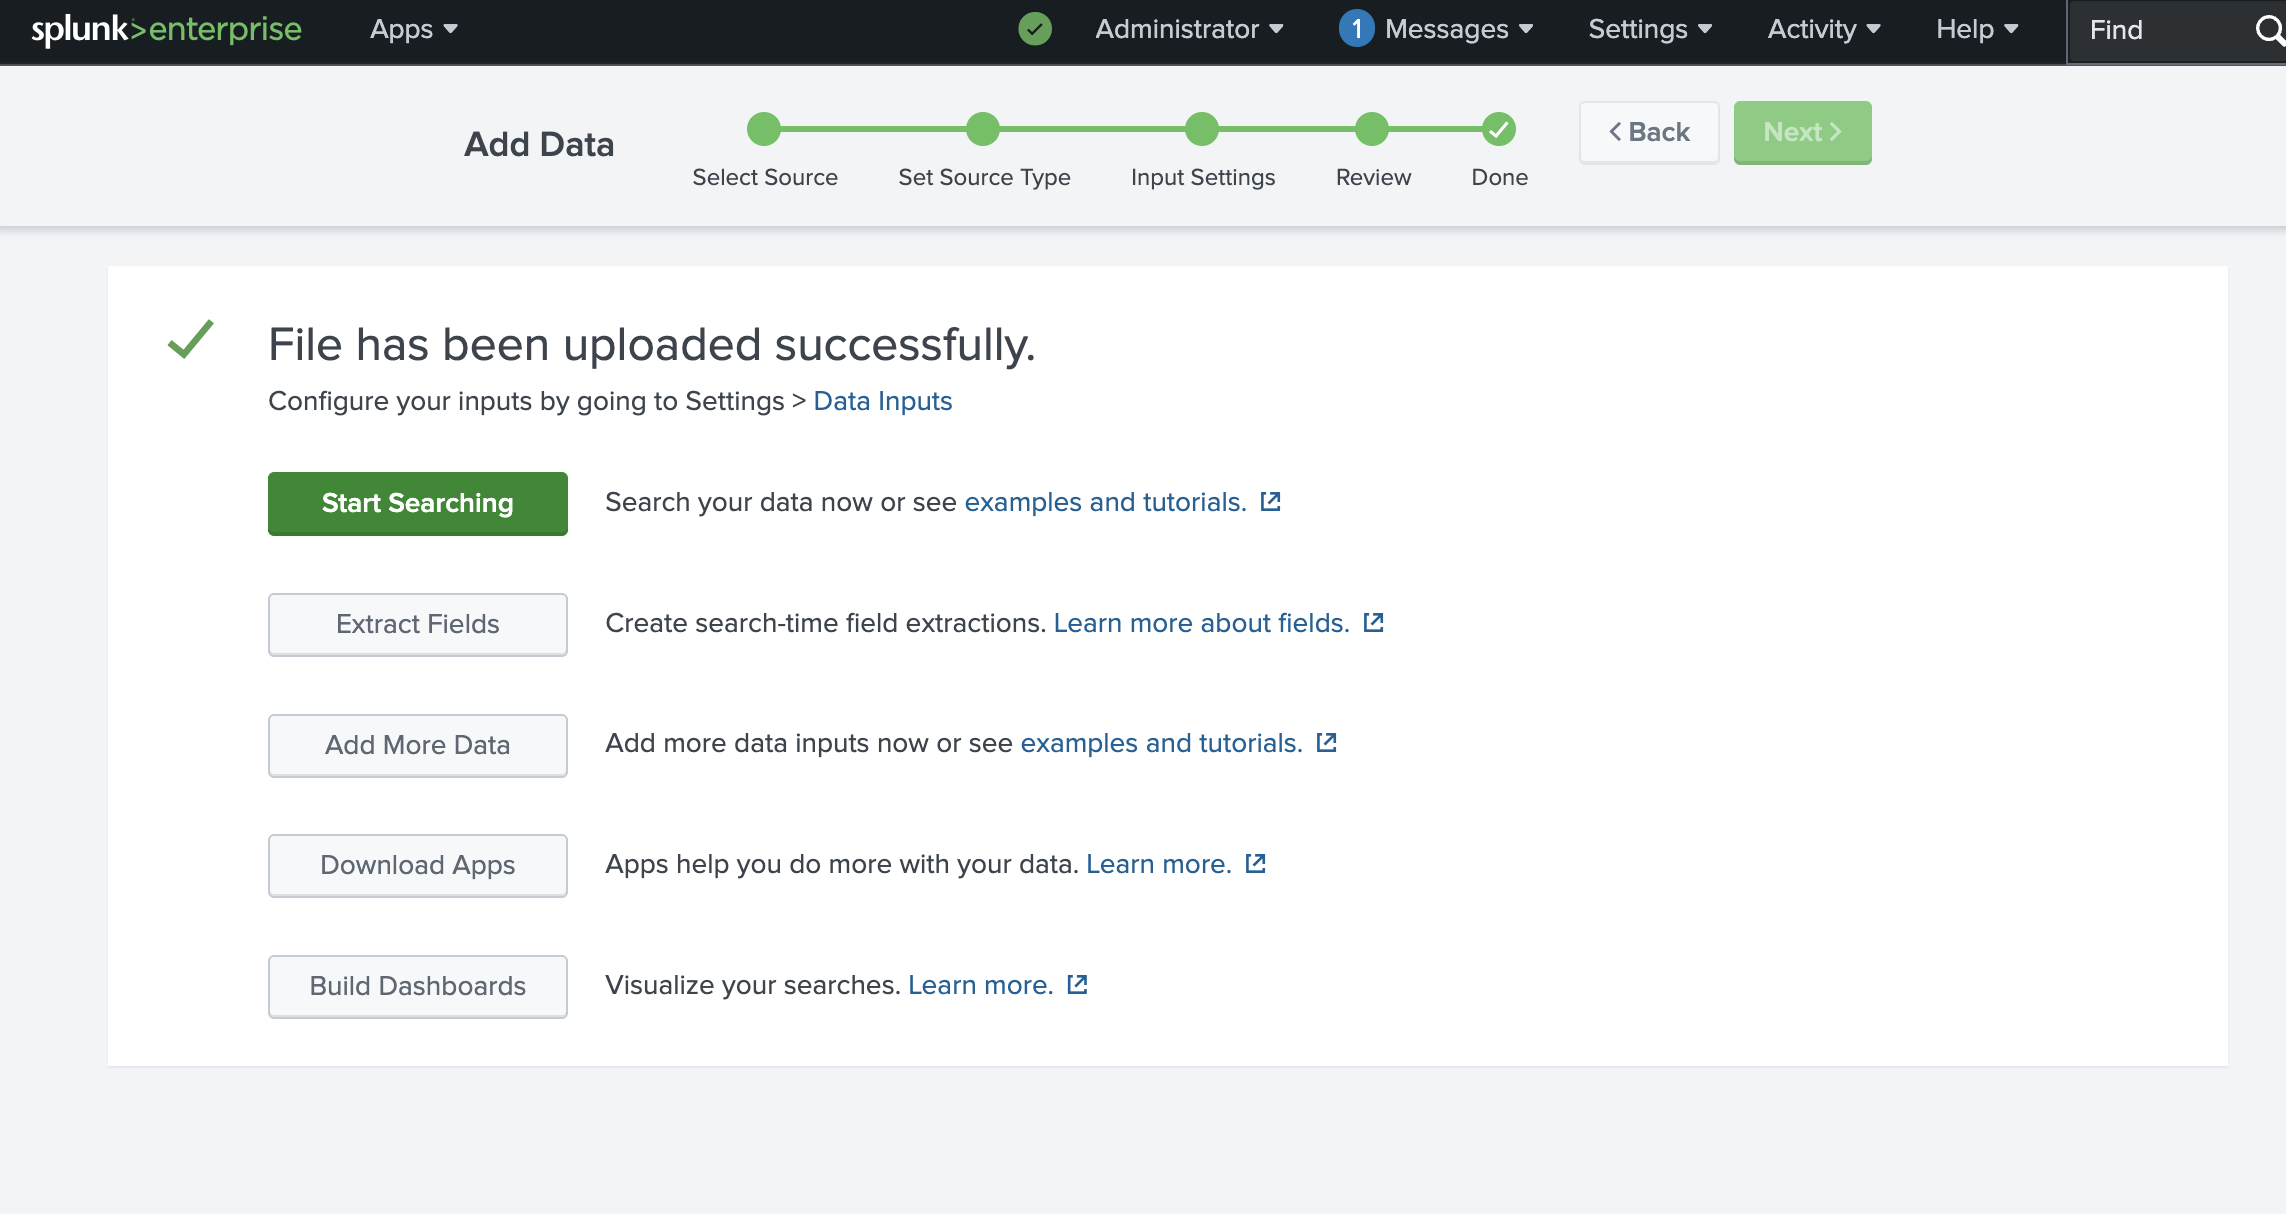 splunk>enterprise Apps Administrator 1 Messages Settings Activity Help Find
Add Data
Select Source Set Source Type Input Settings Review Done
< Back Next >
File has been uploaded successfully.
Configure your inputs by going to Settings > Data Inputs
Start Searching Search your data now or see examples and tutorials.
Extract Fields Create search-time field extractions. Learn more about fields.
Add More Data Add more data inputs now or see examples and tutorials.
Download Apps Apps help you do more with your data. Learn more.
Build Dashboards Visualize your searches. Learn more.